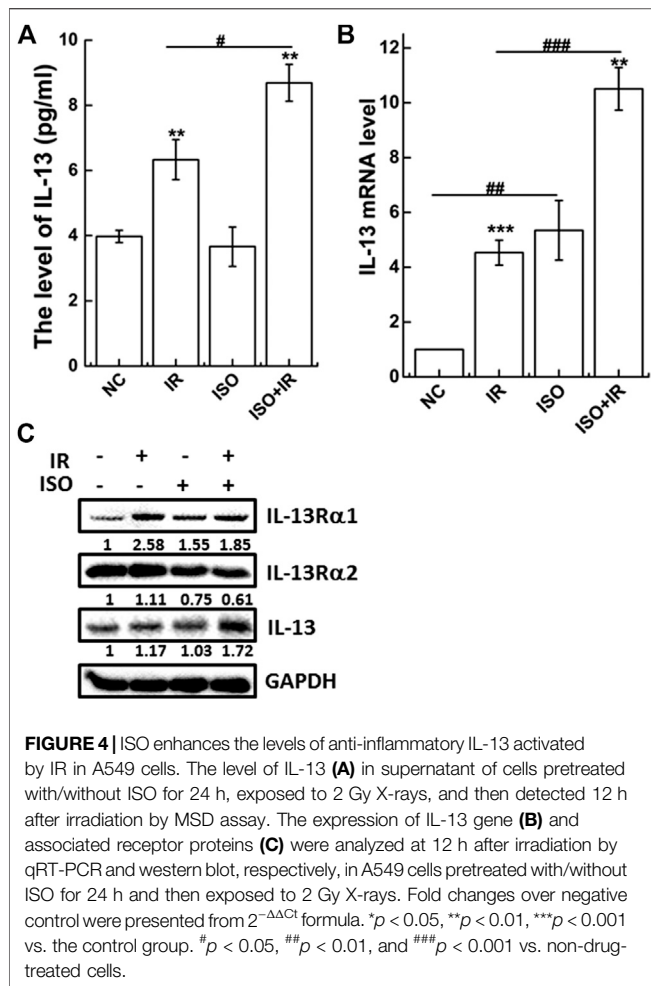 A
The level of IL-13 (pg/ml)
10
8
6
4
2
0
#
**
**
NC
IR
ISO
ISO+IR
B
IL-13 mRNA level
12
10
8
6
4
2
0
###
**
##
***
NC
IR
ISO
ISO+IR
C
IR - + - +
ISO - - + +
IL-13Rα1
1 2.58 1.55 1.85
IL-13Rα2
1 1.11 0.75 0.61
IL-13
1 1.17 1.03 1.72
GAPDH
FIGURE 4 | ISO enhances the levels of anti-inflammatory IL-13 activated
by IR in A549 cells. The level of IL-13 (A) in supernatant of cells pretreated
with/without ISO for 24 h, exposed to 2 Gy X-rays, and then detected 12 h
after irradiation by MSD assay. The expression of IL-13 gene (B) and
associated receptor proteins (C) were analyzed at 12 h after irradiation by
qRT-PCR and western blot, respectively, in A549 cells pretreated with/without
ISO for 24 h and then exposed to 2 Gy X-rays. Fold changes over negative
control were presented from 2−ΔΔCt formula. *p < 0.05, **p < 0.01, ***p < 0.001
vs. the control group. #p < 0.05, ##p < 0.01, and ###p < 0.001 vs. non-drug-
treated cells.